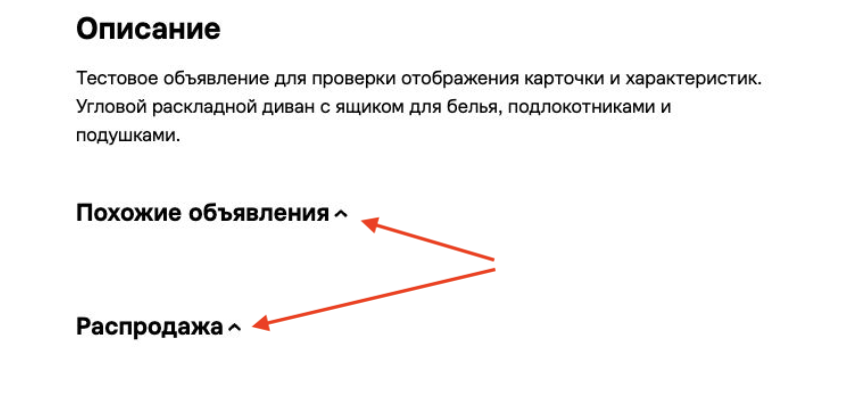 Описание
Тестовое объявление для проверки отображения карточки и характеристик.
Угловой раскладной диван с ящиком для белья, подлокотниками и
подушками.
Похожие объявления
Распродажа